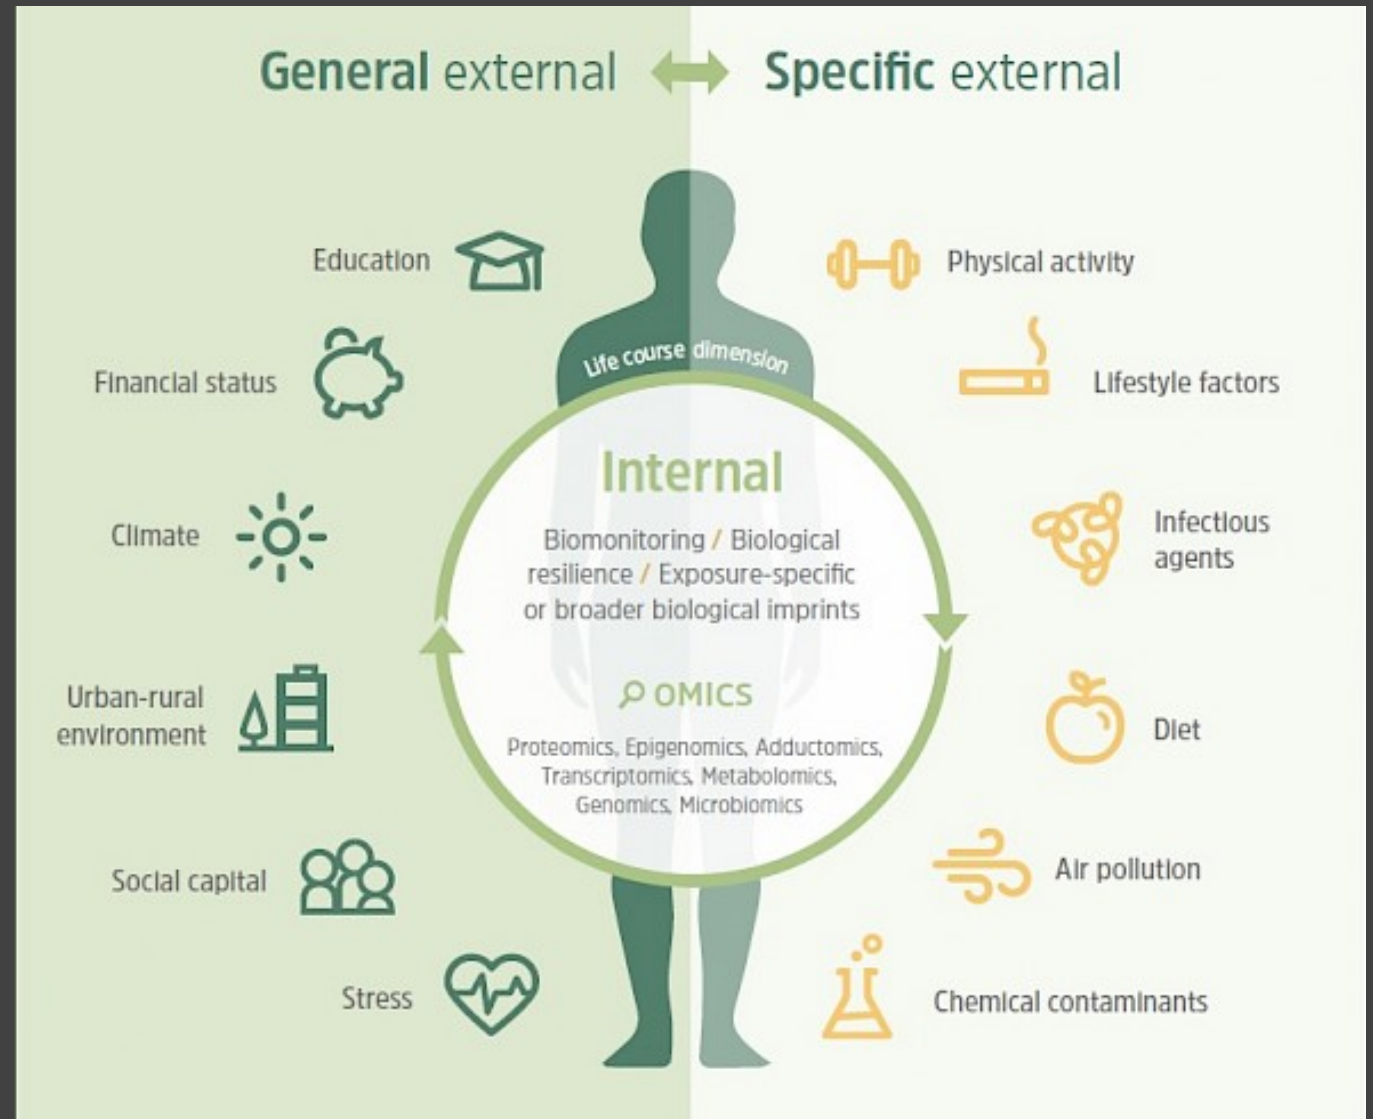 General external
Specific external
Education
Financial status
Climate
Urban-rural
environment
Social capital
Stress
Life course dimension
Internal
Biomonitoring / Biological
resilience / Exposure-specific
or broader biological imprints
OMICS
Proteomics, Epigenomics, Adductomics,
Transcriptomics, Metabolomics,
Genomics, Microbiomics
Physical activity
Lifestyle factors
Infectious
agents
Diet
Air pollution
Chemical contaminants